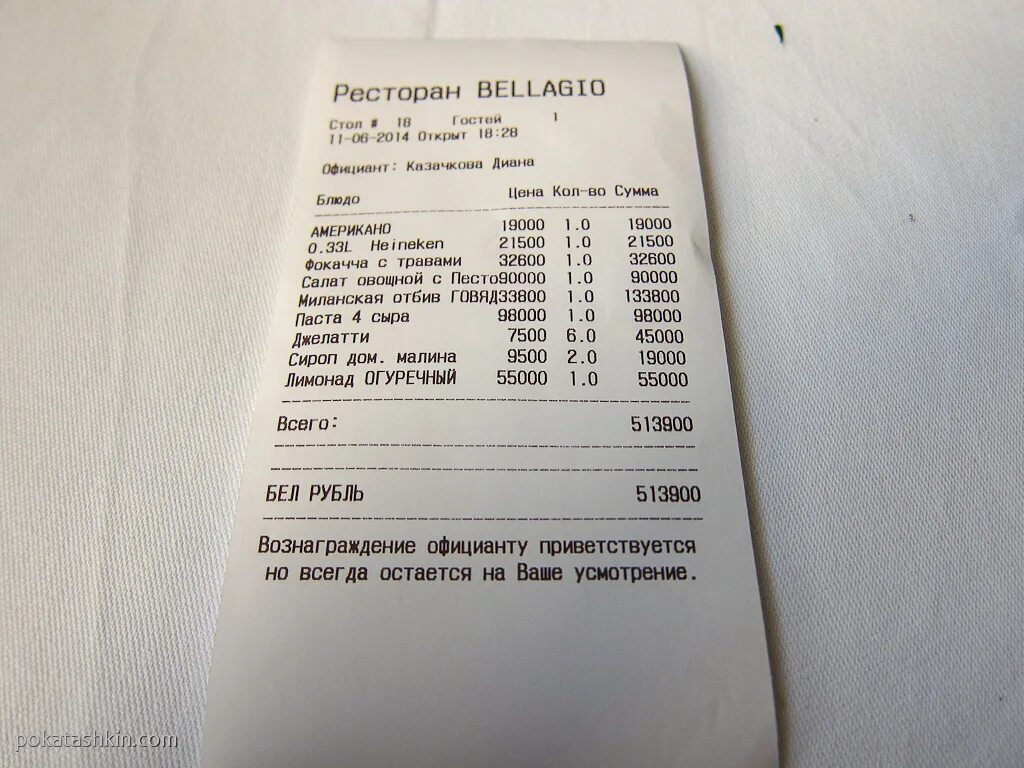 Ресторан BELLAGIO
Стол # 18 Гостей 1
11-06-2014 Открыт 18:28
Официант: Казачкова Диана
Блюдо Цена Кол-во Сумма
АМЕРИКАНО 19000 1.0 19000
0.33L Heineken 21500 1.0 21500
Фокачча с травами 32600 1.0 32600
Салат овощной с Песто90000 1.0 90000
Миланская отбив ГОВЯД33800 1.0 133800
Паста 4 сыра 98000 1.0 98000
Джелатти 7500 6.0 45000
Сироп дом. малина 9500 2.0 19000
Лимонад ОГУРЕЧНЫЙ 55000 1.0 55000
Всего: 513900
БЕЛ РУБЛЬ 513900
Вознаграждение официанту приветствуется
но всегда остается на Ваше усмотрение.
pokatashkin.com